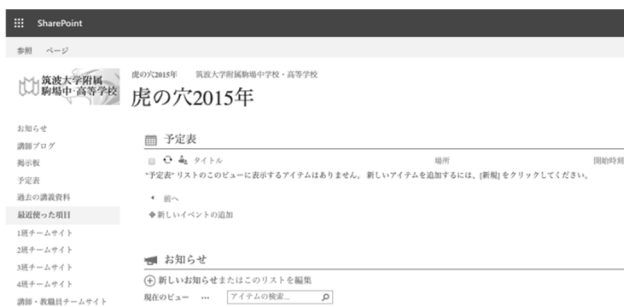 SharePoint
参照 ページ
筑波大学附属
駒場中・高等学校
虎の穴2015年 筑波大学附属駒場中学校・高等学校
虎の穴2015年
お知らせ
講師ブログ
掲示板
予定表
過去の講義資料
最近使った項目
1班チームサイト
2班チームサイト
3班チームサイト
4班チームサイト
講師・教職員チームサイト
予定表
タイトル 場所 開始時刻
"予定表" リストのこのビューに表示するアイテムはありません。 新しいアイテムを追加するには、[新規] をクリックしてください。
前へ
新しいイベントの追加
お知らせ
新しいお知らせまたはこのリストを編集
現在のビュー ... アイテムの検索...